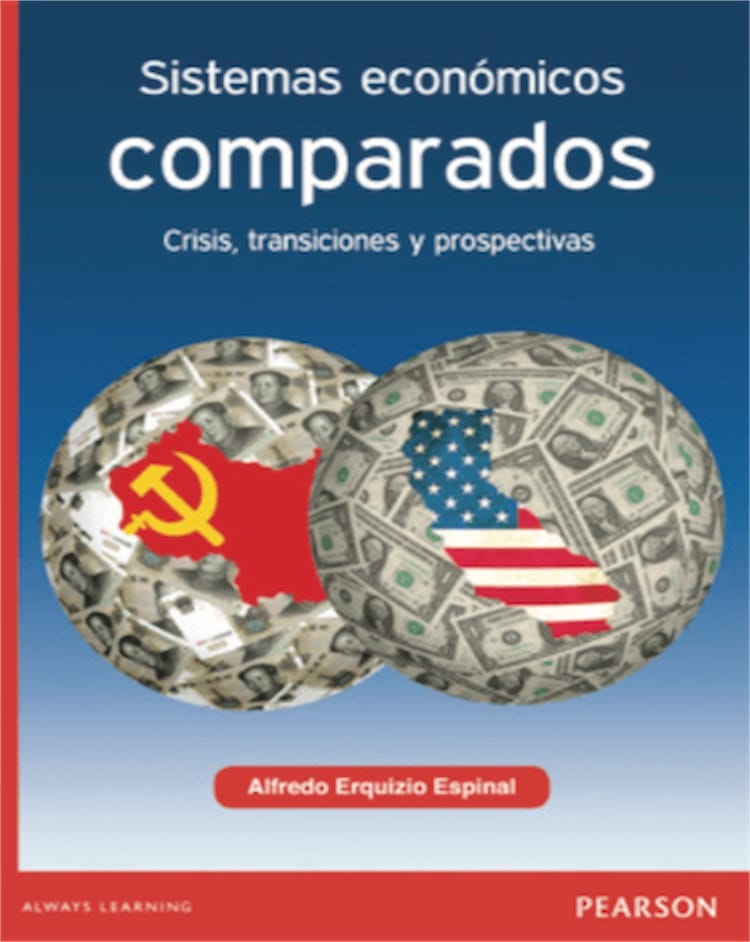 Sistemas económicos
comparados
Crisis, transiciones y prospectivas
Alfredo Erquizio Espinal
ALWAYS LEARNING
PEARSON